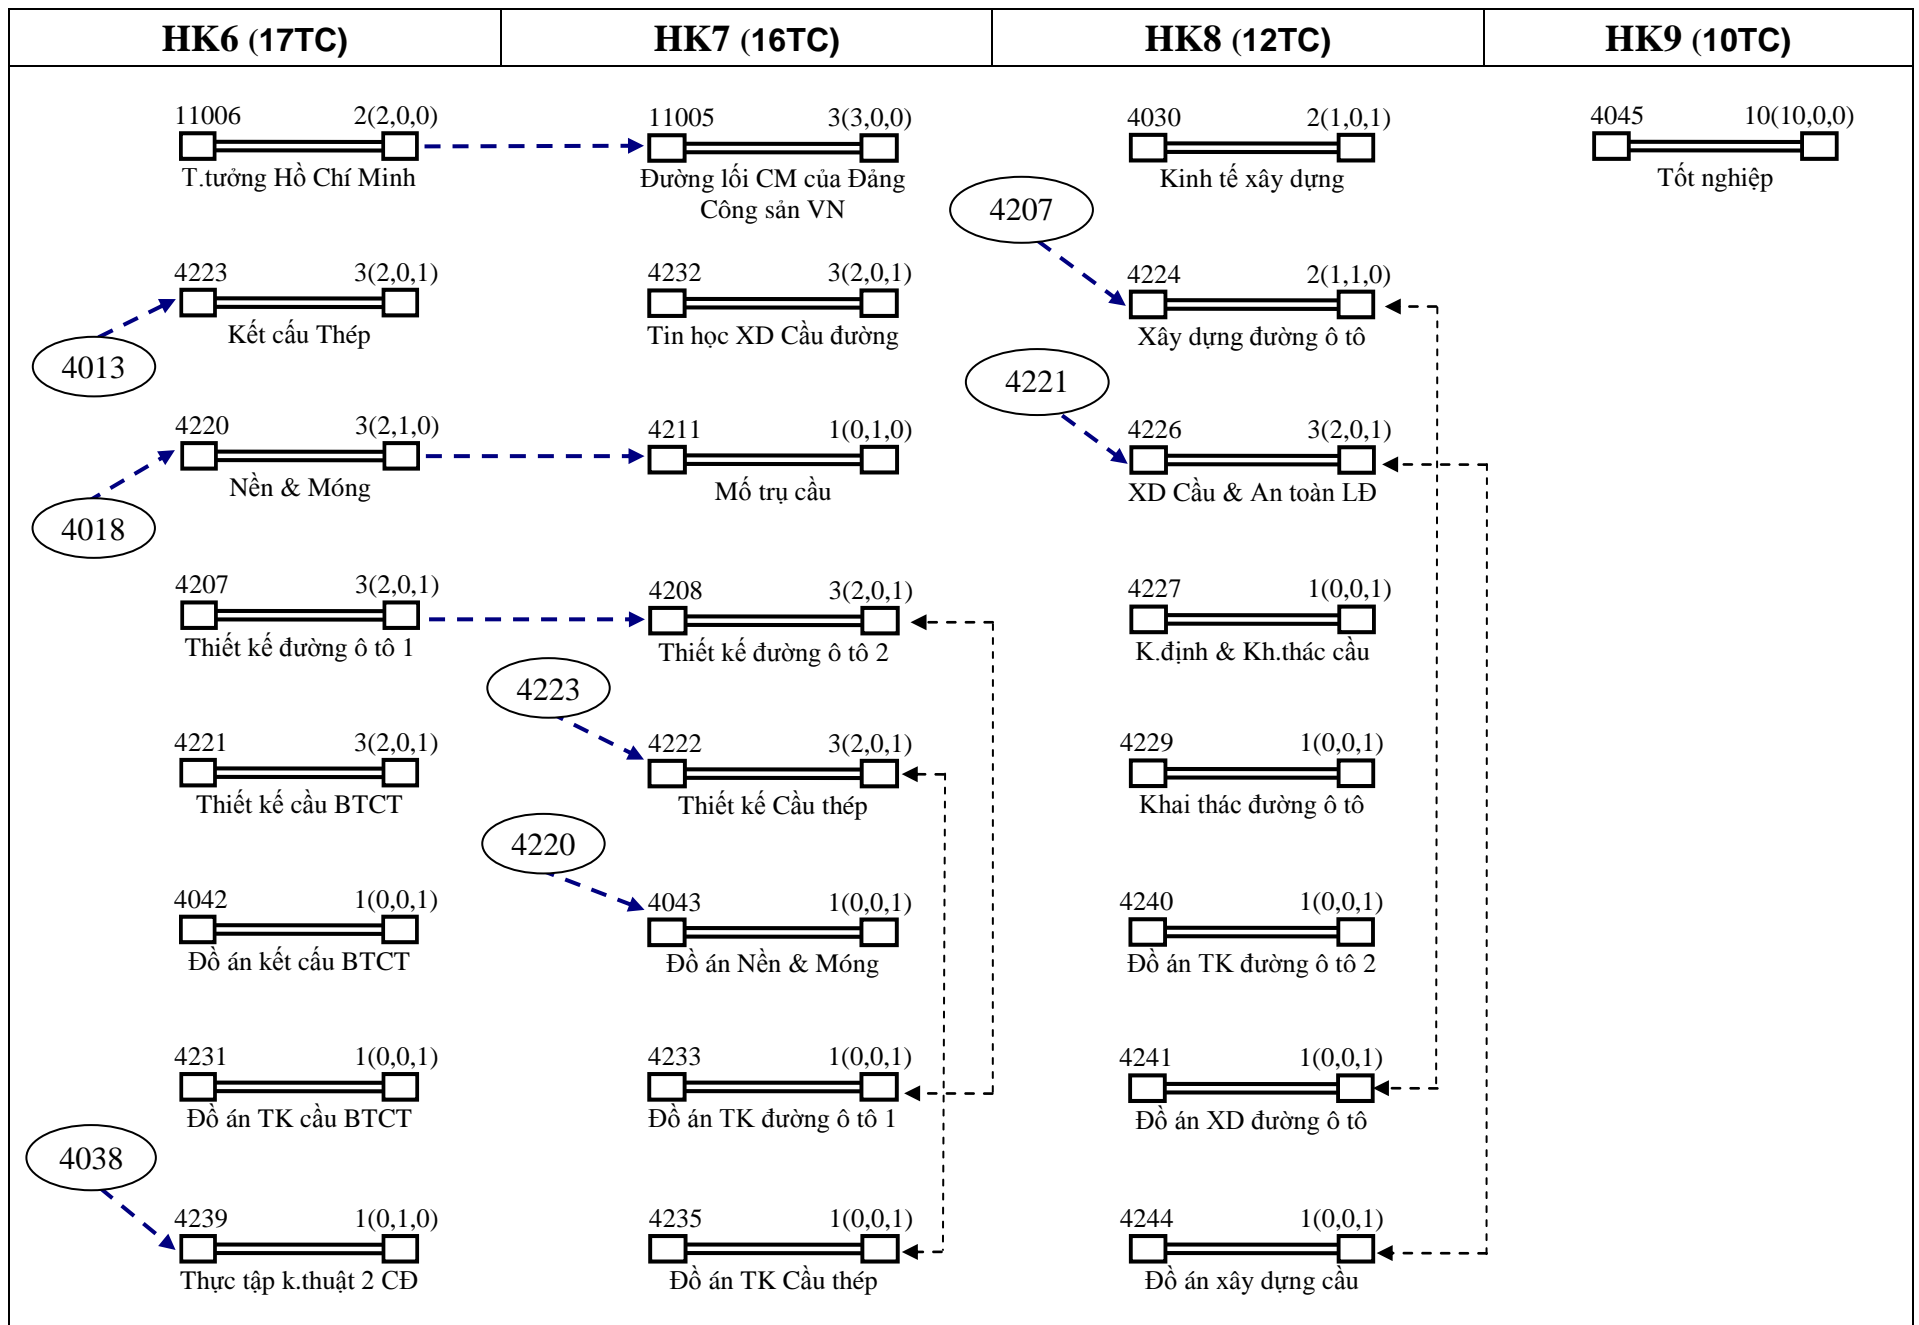 HK6 (17TC) HK7 (16TC) HK8 (12TC) HK9 (10TC)
11006 2(2,0,0) 11005 3(3,0,0) 4030 2(1,0,1) 4045 10(10,0,0)
T.tưởng Hồ Chí Minh Đường lối CM của Đảng Kinh tế xây dựng Tốt nghiệp
Công sản VN
4207
4223 3(2,0,1) 4232 3(2,0,1) 4224 2(1,1,0)
Kết cấu Thép Tin học XD Cầu đường Xây dựng đường ô tô
4013 4221
4220 3(2,1,0) 4211 1(0,1,0) 4226 3(2,0,1)
Nền & Móng Mố trụ cầu XD Cầu & An toàn LĐ
4018
4207 3(2,0,1) 4208 3(2,0,1) 4227 1(0,0,1)
Thiết kế đường ô tô 1 Thiết kế đường ô tô 2 K.định & Kh.thác cầu
4223
4221 3(2,0,1) 4222 3(2,0,1) 4229 1(0,0,1)
Thiết kế cầu BTCT Thiết kế Cầu thép Khai thác đường ô tô
4220
4042 1(0,0,1) 4043 1(0,0,1) 4240 1(0,0,1)
Đồ án kết cấu BTCT Đồ án Nền & Móng Đồ án TK đường ô tô 2
4231 1(0,0,1) 4233 1(0,0,1) 4241 1(0,0,1)
Đồ án TK cầu BTCT Đồ án TK đường ô tô 1 Đồ án XD đường ô tô
4038
4239 1(0,1,0) 4235 1(0,0,1) 4244 1(0,0,1)
Thực tập k.thuật 2 CĐ Đồ án TK Cầu thép Đồ án xây dựng cầu